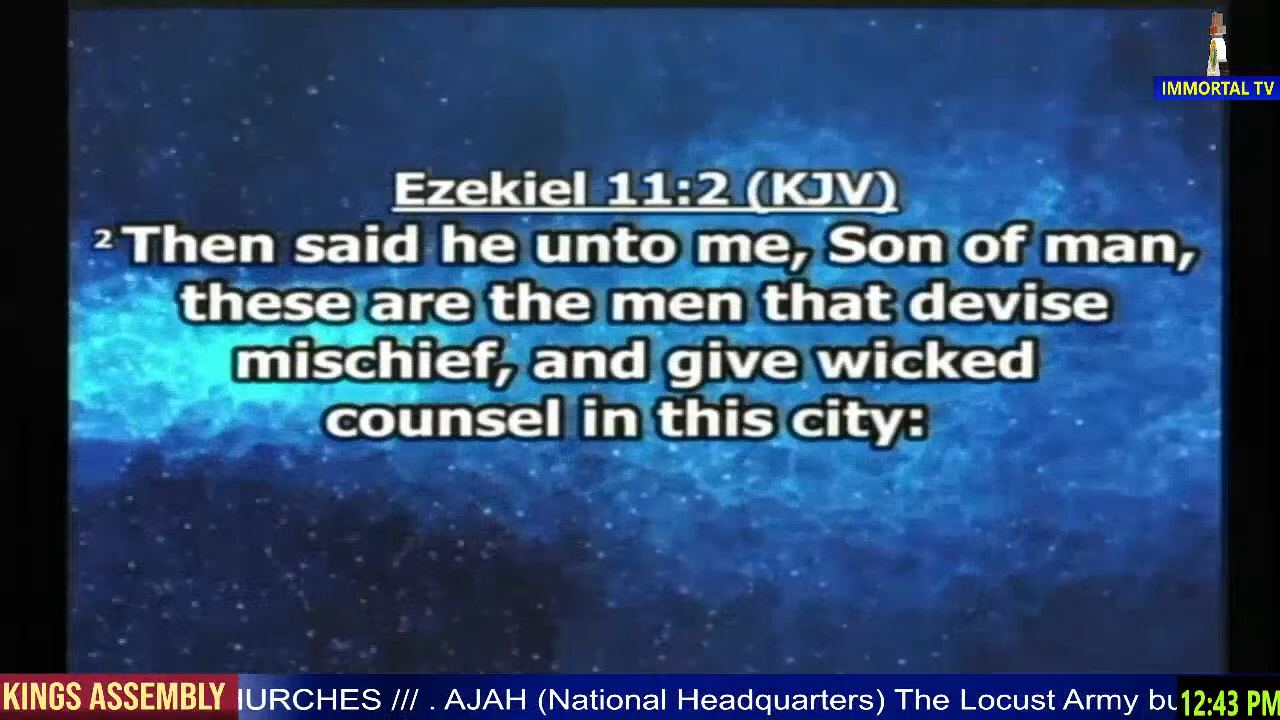 IMMORTAL TV
Ezekiel 11:2 (KJV)
2 Then said he unto me, Son of man,
these are the men that devise
mischief, and give wicked
counsel in this city:
KINGS ASSEMBLY
HURCHES /// . AJAH (National Headquarters) The Locust Army bu
12:43 PM